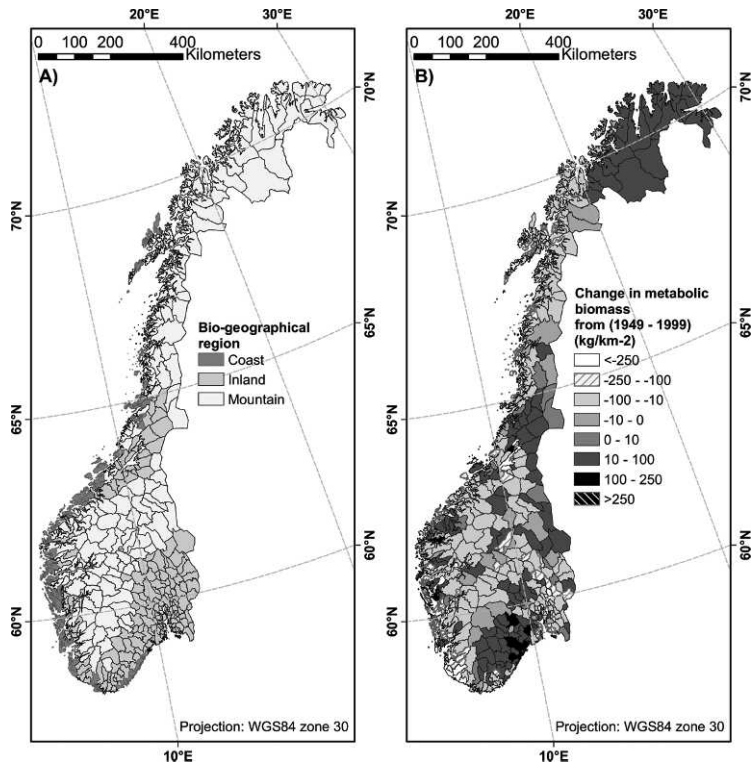 20°E
30°E
0 100 200 400
Kilometers
A)
70°N
70°N
65°N
Bio-geographical
region
Coast
Inland
Mountain
65°N
60°N
60°N
Projection: WGS84 zone 30
10°E
20°E
30°E
0 100 200 400
Kilometers
B)
70°N
70°N
65°N
Change in metabolic
biomass
from (1949 - 1999)
(kg/km-2)
<-250
-250 - -100
-100 - -10
-10 - 0
0 - 10
10 - 100
100 - 250
>250
65°N
60°N
60°N
Projection: WGS84 zone 30
10°E